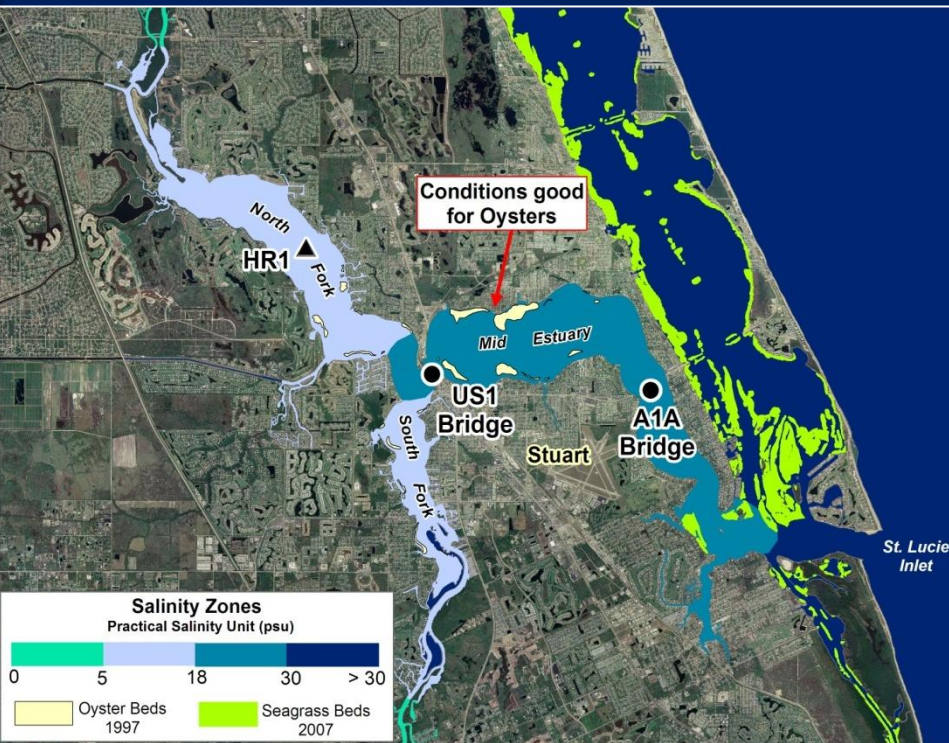 Conditions good
for Oysters
North
Fork
HR1
Mid Estuary
US1
Bridge
A1A
Bridge
South
Fork
Stuart
St. Lucie
Inlet
Salinity Zones
Practical Salinity Unit (psu)
0 5 18 30 > 30
Oyster Beds
1997
Seagrass Beds
2007